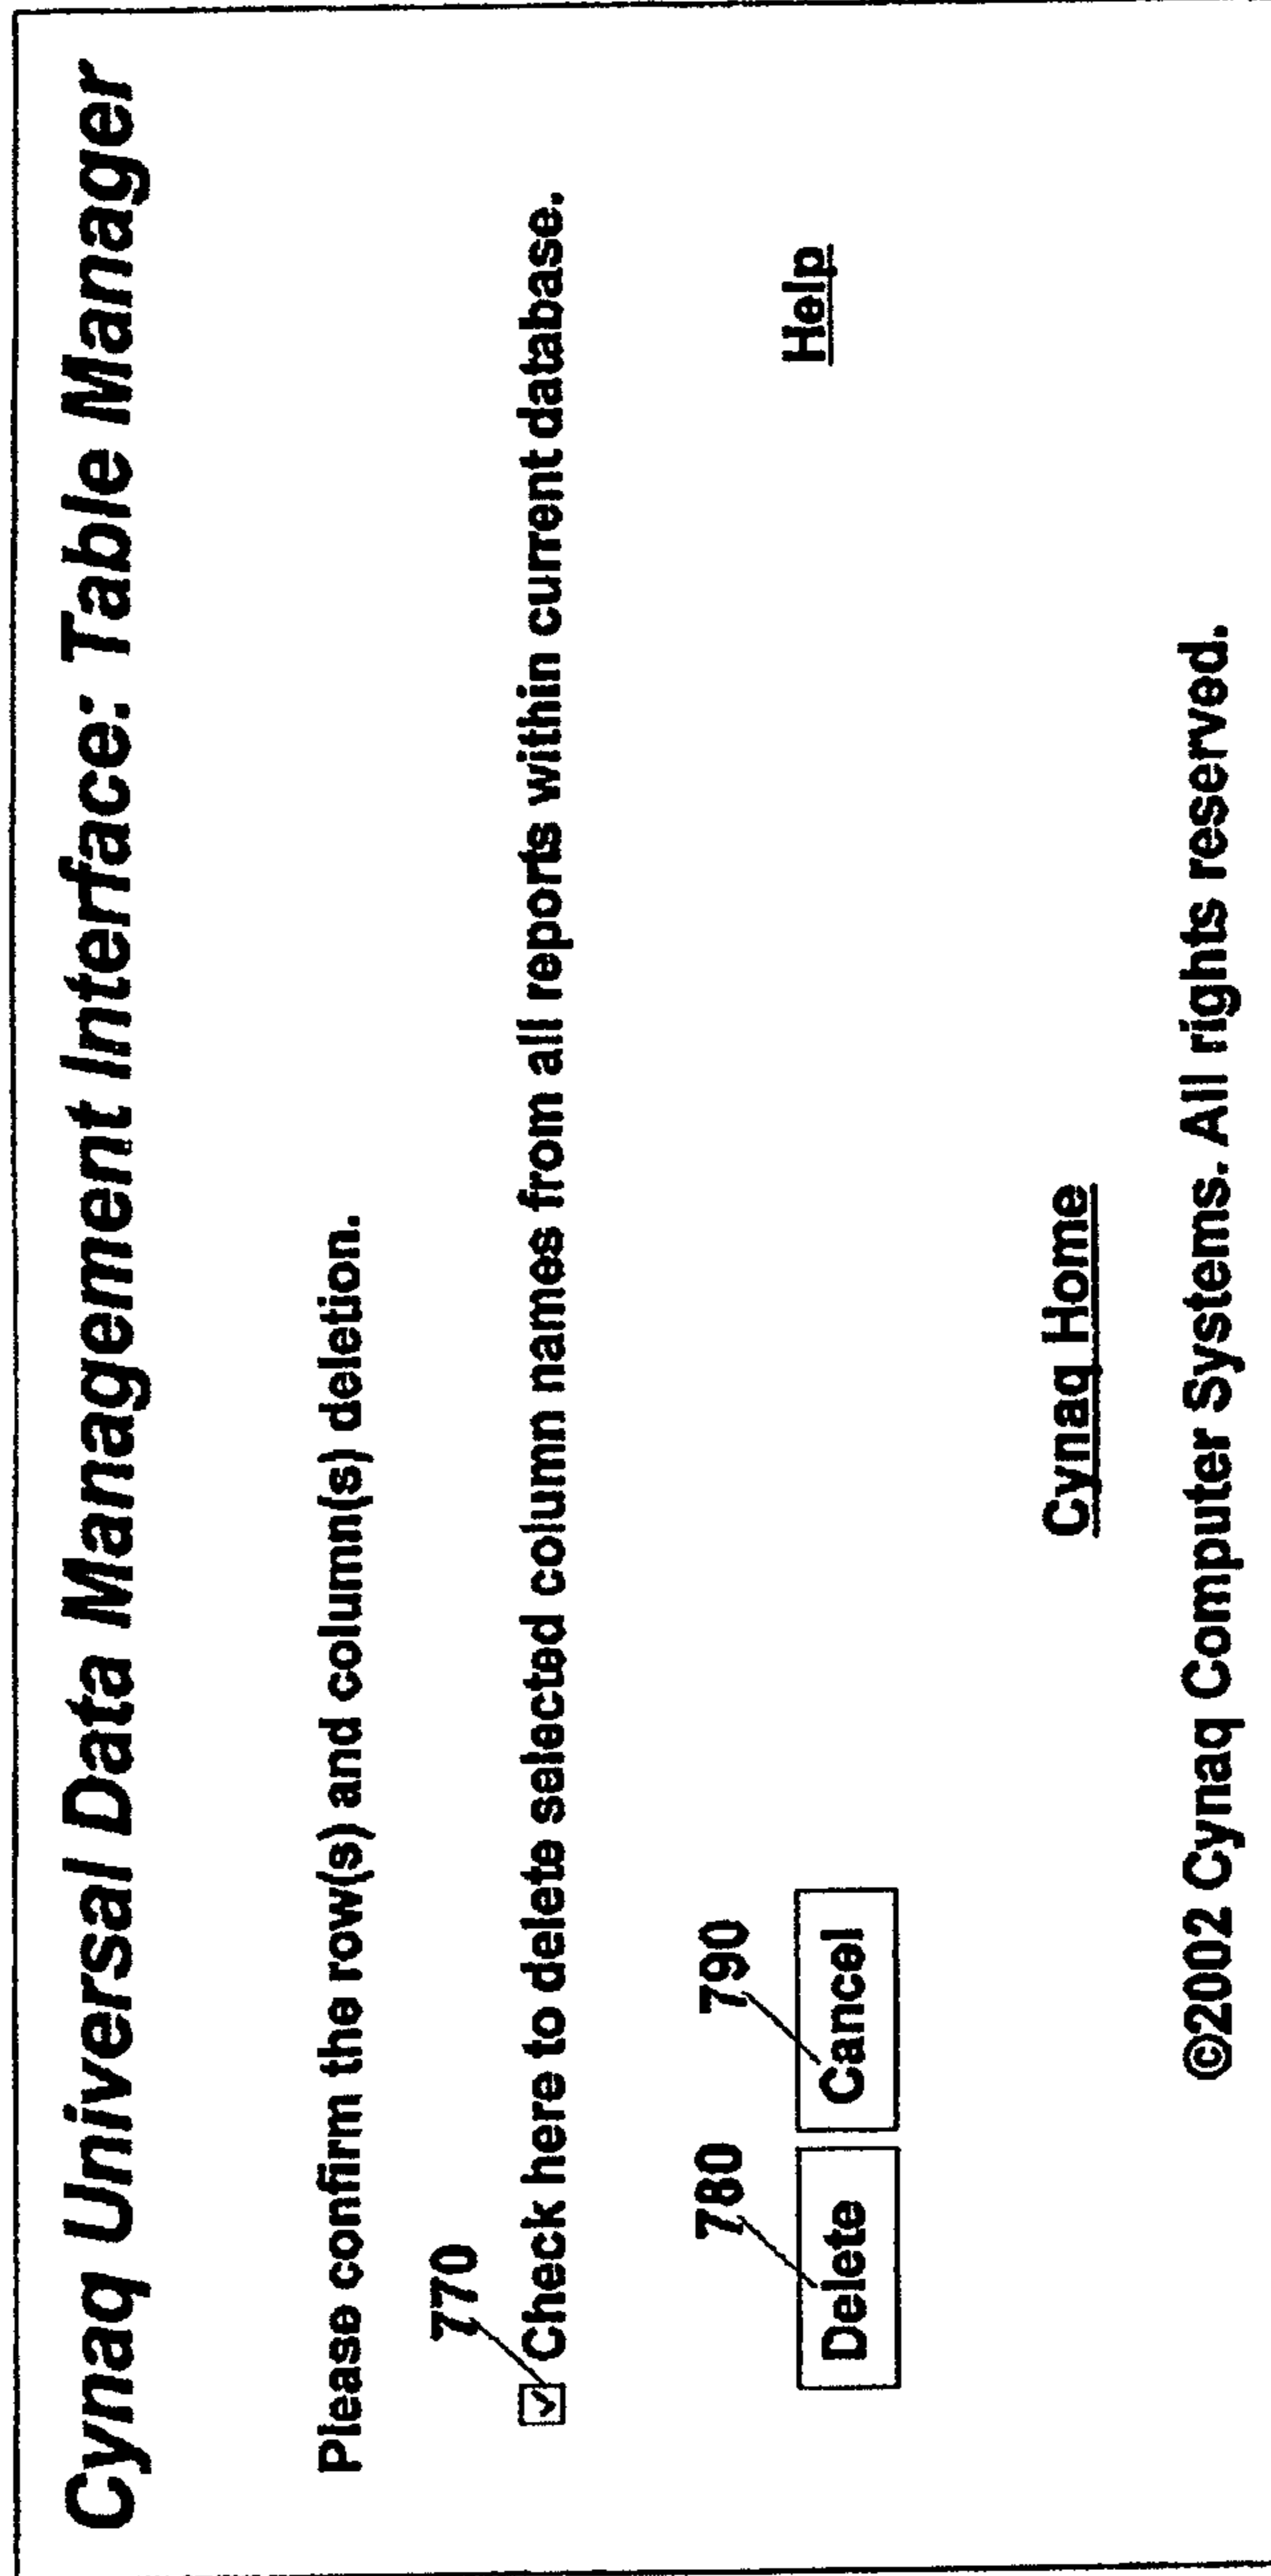 Cynaq Universal Data Management Interface: Table Manager
Please confirm the row(s) and column(s) deletion.
770
Check here to delete selected column names from all reports within current database.
780 790
Delete Cancel Help
Cynaq Home
©2002 Cynaq Computer Systems. All rights reserved.